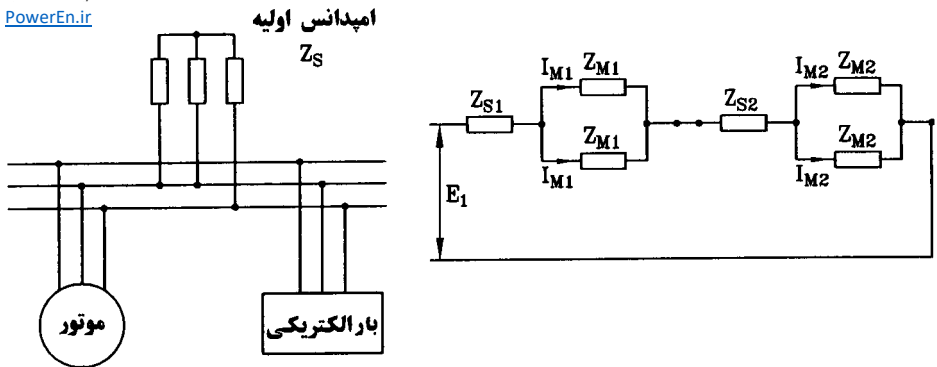 PowerEn.ir
امپدانس اولیه
Z_S
موتور
بار الکتریکی
I_M1 Z_M1
Z_S1
Z_M1
I_M1
I_M2 Z_M2
Z_S2
Z_M2
I_M2
E_1